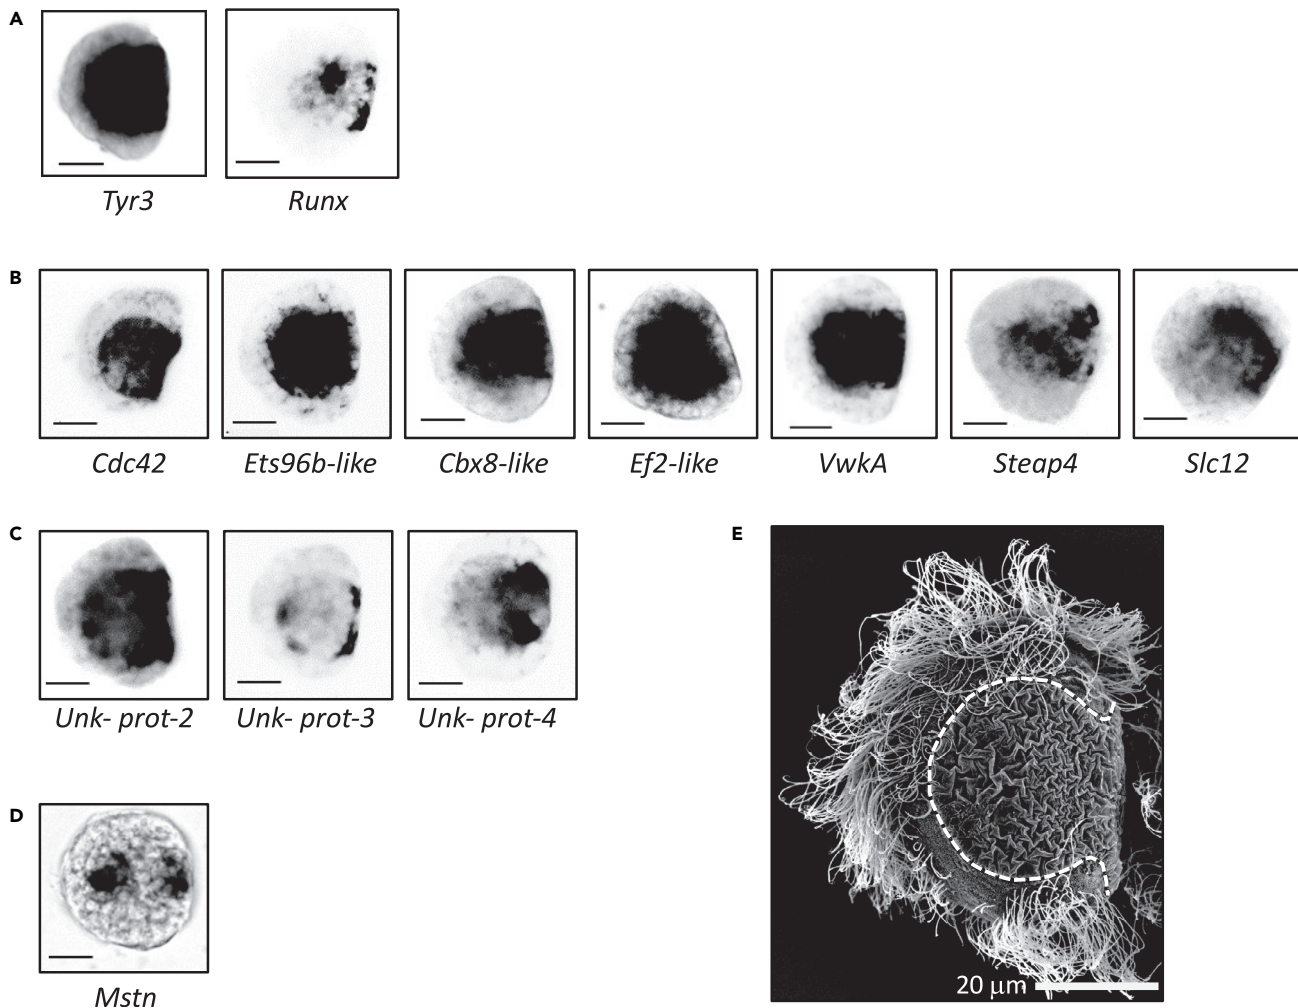 A
Tyr3 Runx
B
Cdc42 Ets96b-like Cbx8-like Ef2-like VwkA Steap4 Slc12
C
Unk- prot-2 Unk- prot-3 Unk- prot-4
D
Mstn
E
20 µm